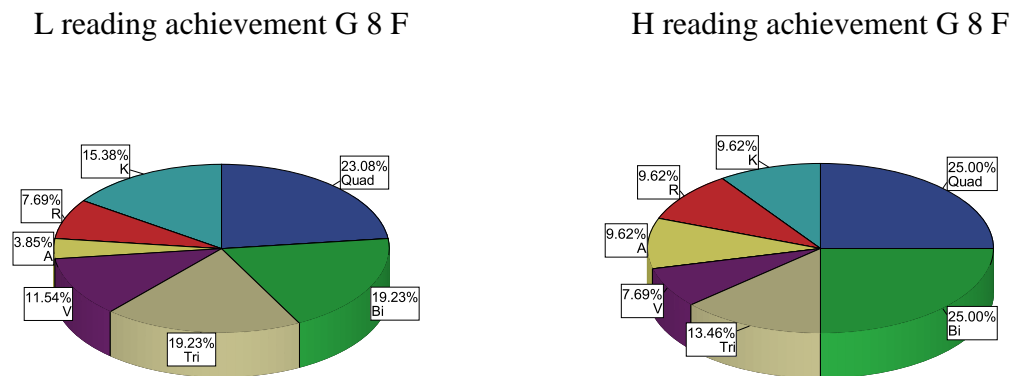 L reading achievement G 8 F
15.38%
K
23.08%
Quad
7.69%
R
3.85%
A
11.54%
V
19.23%
Tri
19.23%
Bi
H reading achievement G 8 F
9.62%
K
25.00%
Quad
9.62%
R
9.62%
A
7.69%
V
13.46%
Tri
25.00%
Bi